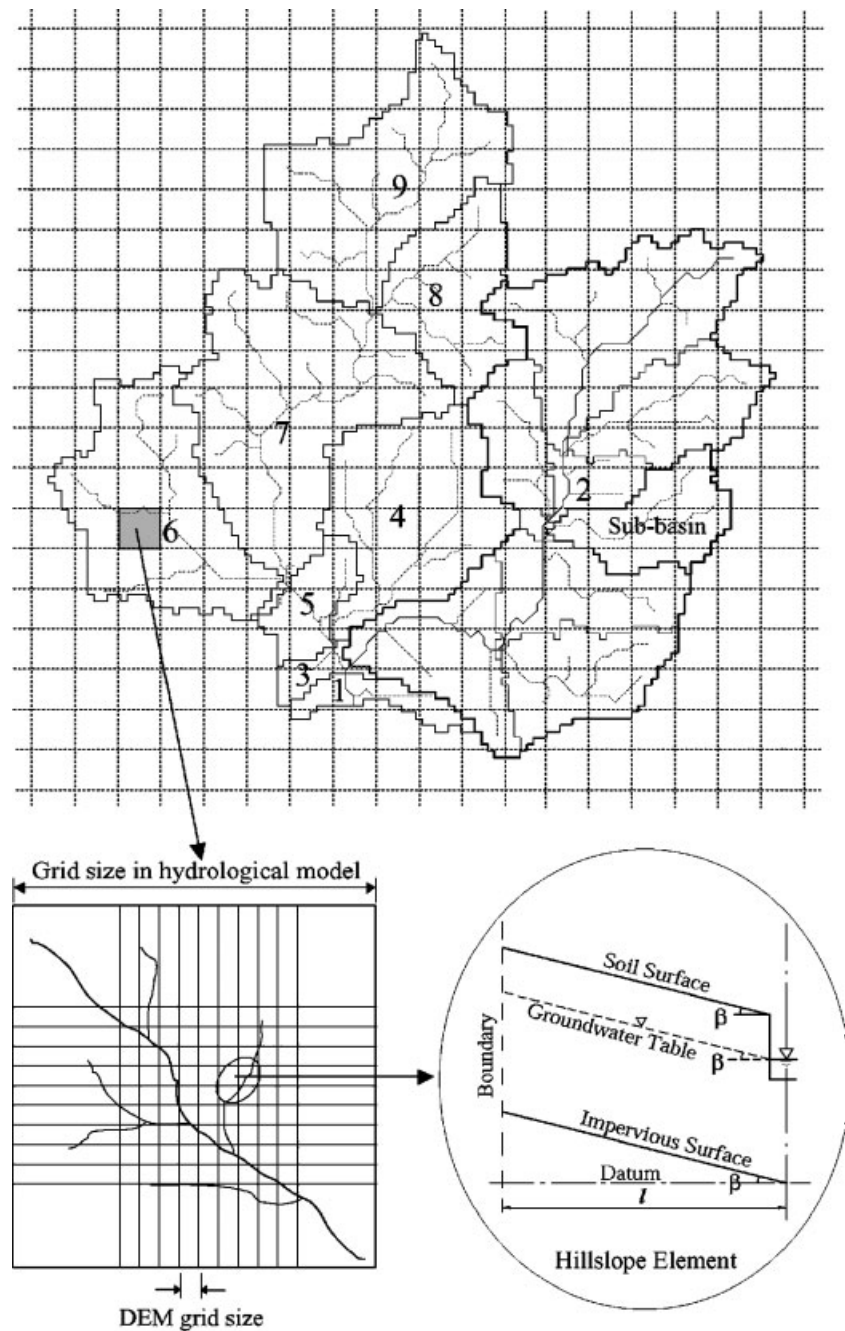 9
8
7
2
4
Sub-basin
6
5
3
1
Grid size in hydrological model
DEM grid size
Soil Surface
β
Groundwater Table
β
Boundary
Impervious Surface
Datum
β
l
Hillslope Element